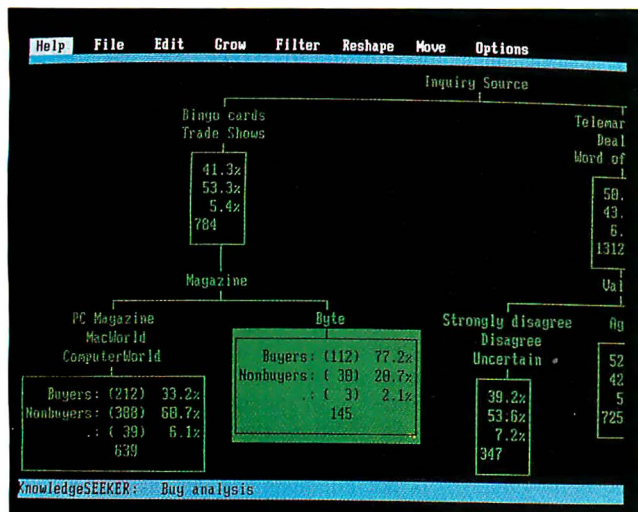 Help File Edit Grow Filter Reshape Move Options
Inquiry Source
Bingo cards
Trade Shows
41.3%
53.3%
5.4%
784
Telemar
Deal
Word of
50.
43.
6.
1312
Magazine
Val
PC Magazine
MacWorld
ComputerWorld
Buyers: (212) 33.2%
Nonbuyers: (388) 60.7%
.: ( 39) 6.1%
639
Byte
Buyers: (112) 77.2%
Nonbuyers: ( 30) 20.7%
.: ( 3) 2.1%
145
Strongly disagree
Disagree
Uncertain
39.2%
53.6%
7.2%
347
Ag
52
42
5
725
KnowledgeSEEKER: Buy analysis